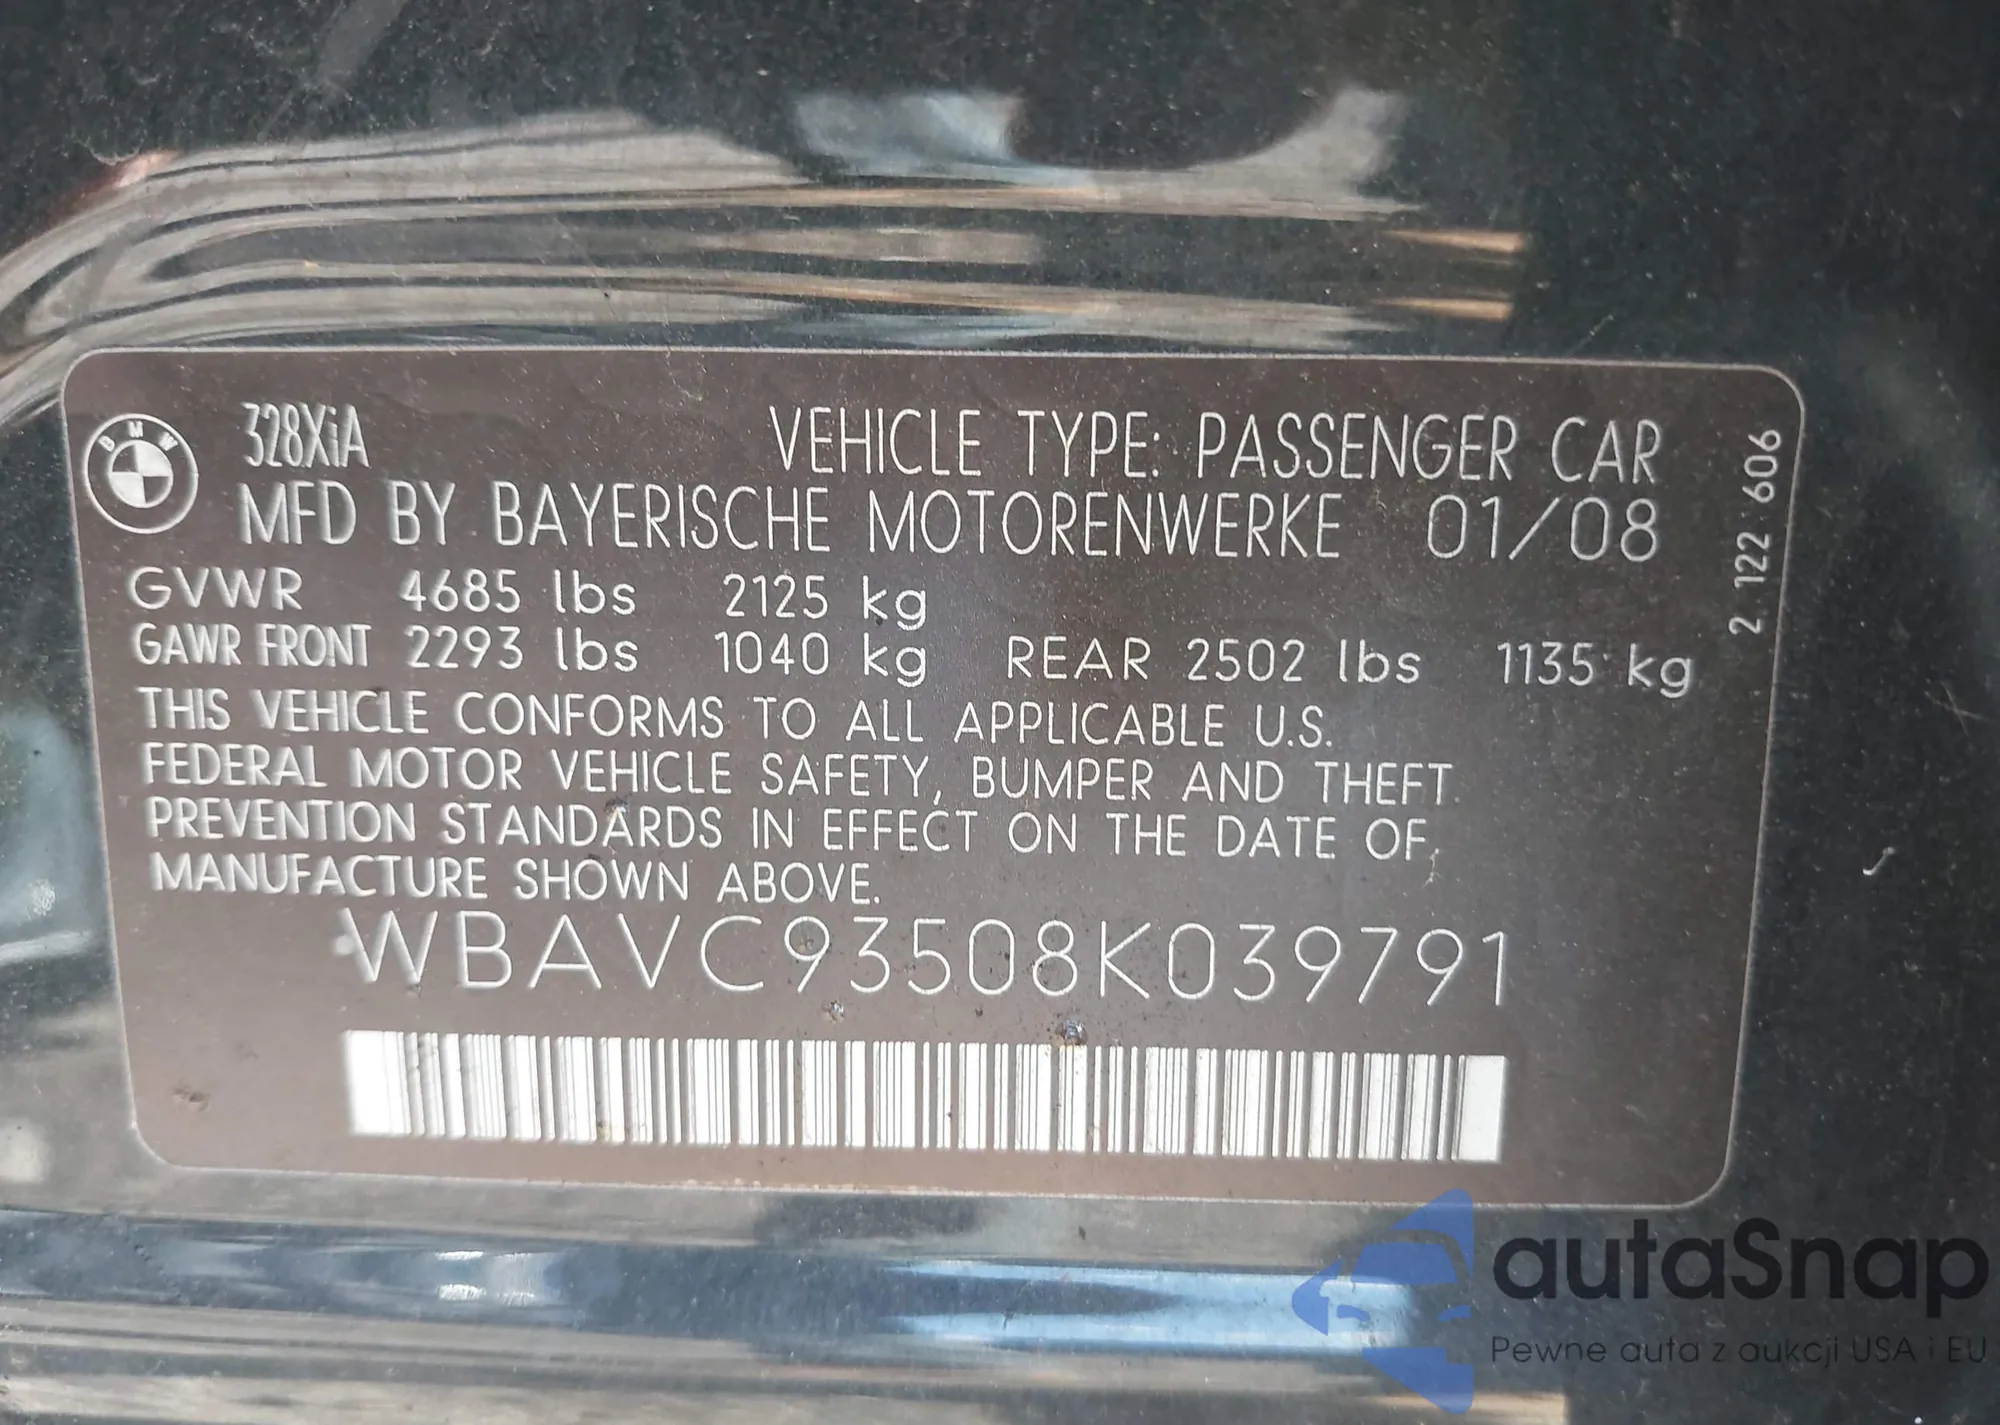 BMW
328XiA VEHICLE TYPE: PASSENGER CAR
MFD BY BAYERISCHE MOTORENWERKE 01/08
GVWR 4685 lbs 2125 kg
GAWR FRONT 2293 lbs 1040 kg REAR 2502 lbs 1135 kg
THIS VEHICLE CONFORMS TO ALL APPLICABLE U.S.
FEDERAL MOTOR VEHICLE SAFETY, BUMPER AND THEFT
PREVENTION STANDARDS IN EFFECT ON THE DATE OF
MANUFACTURE SHOWN ABOVE.
WBAVC93508K039791
2 122 606
autaSnap
Pewne auta z aukcji USA i EU